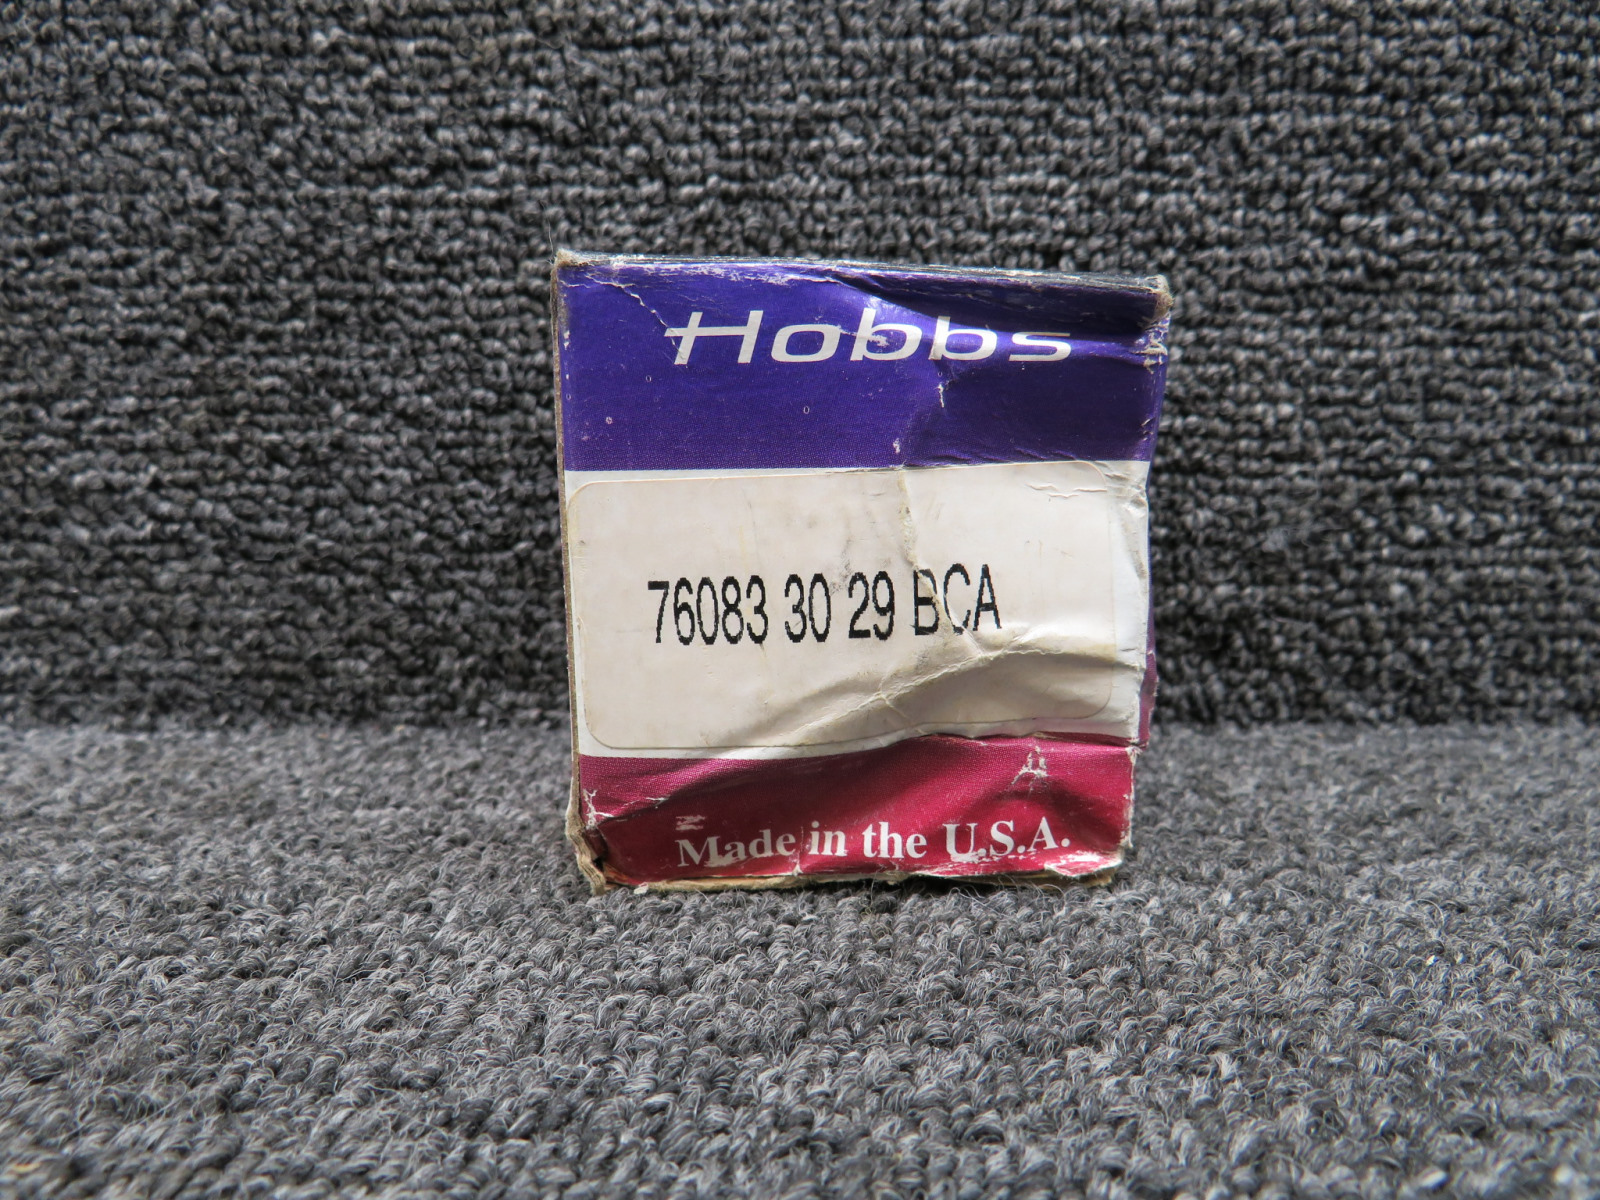 Hobbs
76083 30 29 BCA
Made in the U.S.A.